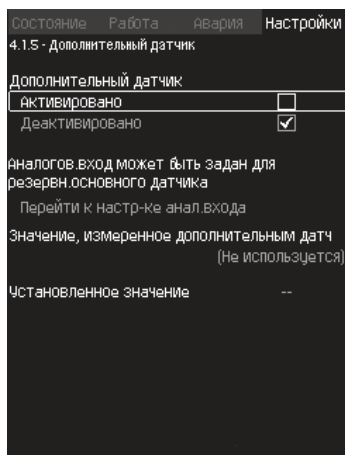 Состояние Работа Авария Настройки
4.1.5 - Дополнительный датчик
Дополнительный датчик
Активировано
Деактивировано
Аналогов.вход может быть задан для
резервн.основного датчика
Перейти к настр-ке анал.входа
Значение, измеренное дополнительным датч
(Не используется)
Установленное значение --